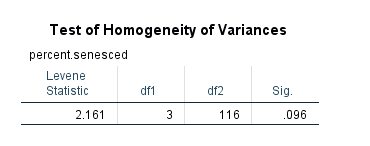 Test of Homogeneity of Variances
percent.senesced
Levene
Statistic df1 df2 Sig.
2.161 3 116 .096